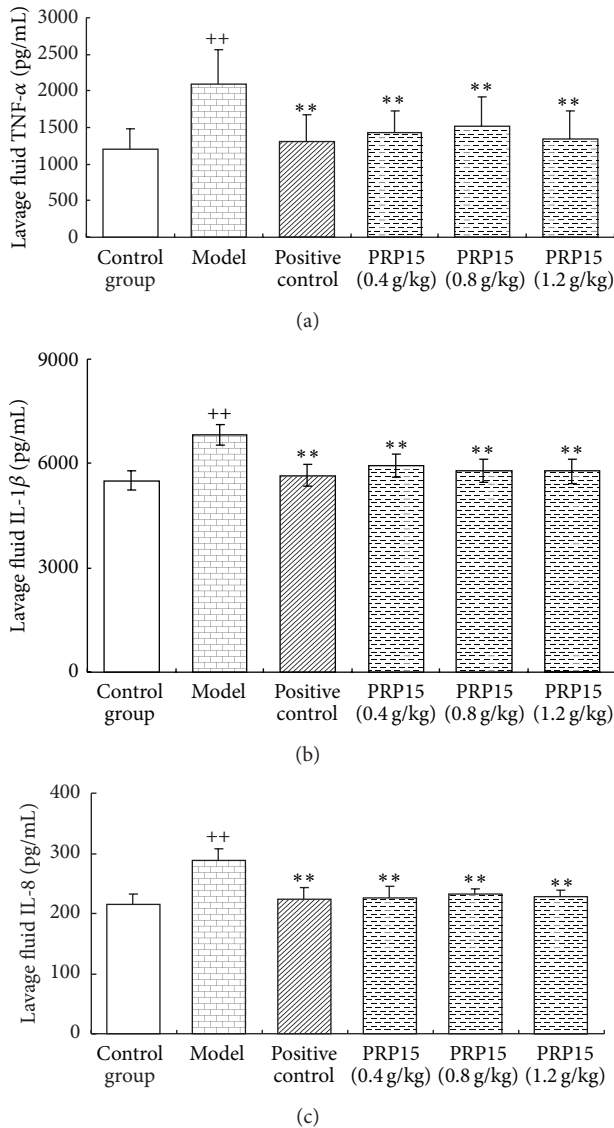 Lavage fluid TNF-α (pg/mL)
3000
2500
2000
1500
1000
500
0
++
** ** ** **
Control Model Positive PRP15 PRP15 PRP15
group control (0.4 g/kg) (0.8 g/kg) (1.2 g/kg)
(a)
Lavage fluid IL-1β (pg/mL)
9000
6000
3000
0
++
** ** ** **
Control Model Positive PRP15 PRP15 PRP15
group control (0.4 g/kg) (0.8 g/kg) (1.2 g/kg)
(b)
Lavage fluid IL-8 (pg/mL)
400
300
200
100
0
++
** ** ** **
Control Model Positive PRP15 PRP15 PRP15
group control (0.4 g/kg) (0.8 g/kg) (1.2 g/kg)
(c)